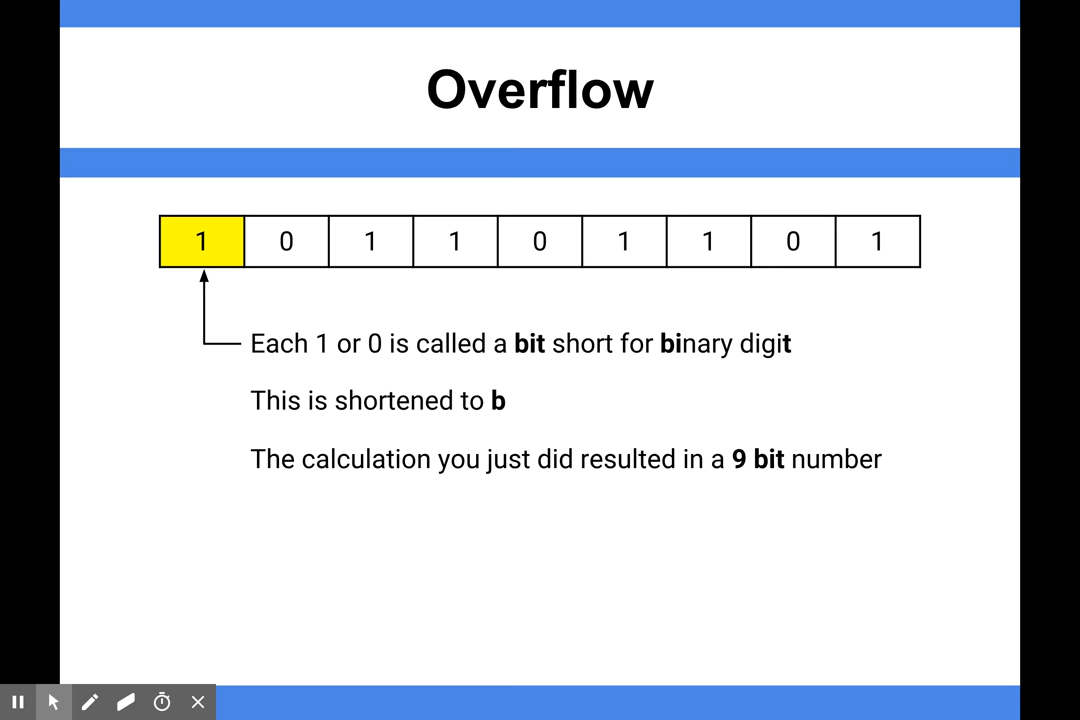 Overflow
1 0 1 1 0 1 1 0 1
Each 1 or 0 is called a bit short for binary digit
This is shortened to b
The calculation you just did resulted in a 9 bit number